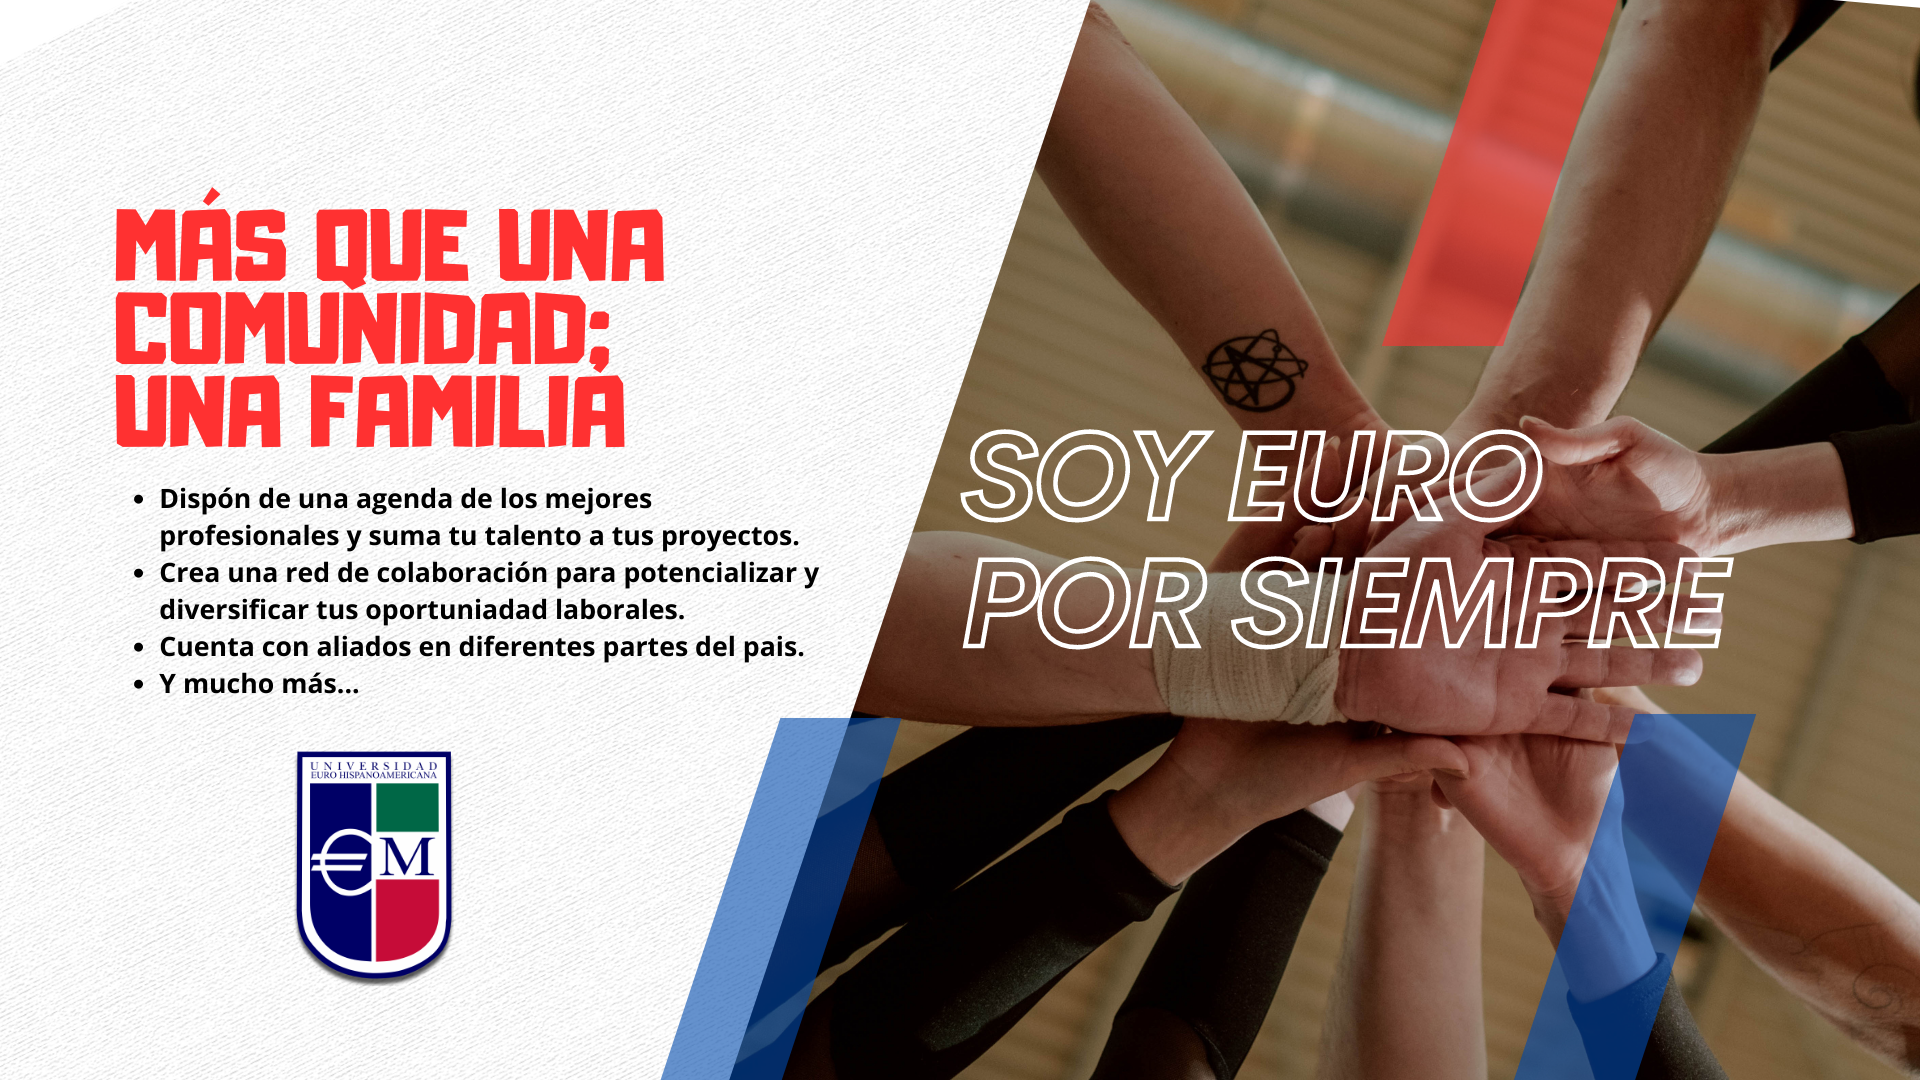 MÁS QUE UNA
COMUNIDAD;
UNA FAMILIA
• Dispón de una agenda de los mejores
profesionales y suma tu talento a tus proyectos.
• Crea una red de colaboración para potencializar y
diversificar tus oportuniadad laborales.
• Cuenta con aliados en diferentes partes del pais.
• Y mucho más...
UNIVERSIDAD
EURO HISPANOAMERICANA
€ M
SOY EURO
POR SIEMPRE